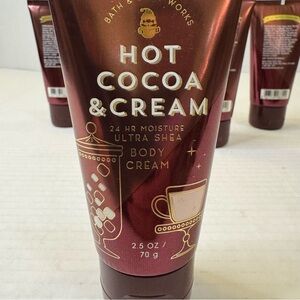 BATH & BODY WORKS
HOT
COCOA
& CREAM
24 HR MOISTURE
ULTRA SHEA
BODY
CREAM
2.5 OZ /
70 g